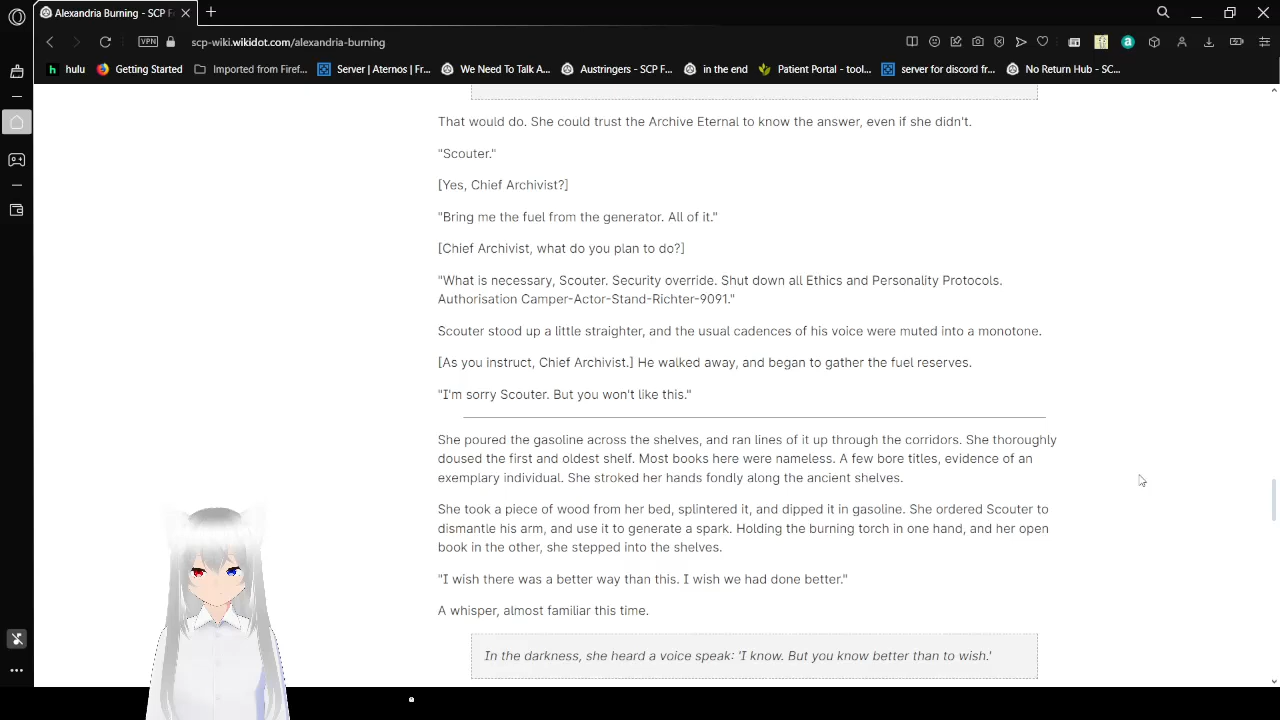 Alexandria Burning - SCP F
VPN
scp-wiki.wikidot.com/alexandria-burning
hulu
Getting Started
Imported from Firef...
Server | Aternos | Fr...
We Need To Talk A...
Austringers - SCP F...
in the end
Patient Portal - tool...
server for discord fr...
No Return Hub - SC...
That would do. She could trust the Archive Eternal to know the answer, even if she didn't.
"Scouter."
[Yes, Chief Archivist?]
"Bring me the fuel from the generator. All of it."
[Chief Archivist, what do you plan to do?]
"What is necessary, Scouter. Security override. Shut down all Ethics and Personality Protocols.
Authorisation Camper-Actor-Stand-Richter-9091."
Scouter stood up a little straighter, and the usual cadences of his voice were muted into a monotone.
[As you instruct, Chief Archivist.] He walked away, and began to gather the fuel reserves.
"I'm sorry Scouter. But you won't like this."
She poured the gasoline across the shelves, and ran lines of it up through the corridors. She thoroughly
doused the first and oldest shelf. Most books here were nameless. A few bore titles, evidence of an
exemplary individual. She stroked her hands fondly along the ancient shelves.
She took a piece of wood from her bed, splintered it, and dipped it in gasoline. She ordered Scouter to
dismantle his arm, and use it to generate a spark. Holding the burning torch in one hand, and her open
book in the other, she stepped into the shelves.
"I wish there was a better way than this. I wish we had done better."
A whisper, almost familiar this time.
In the darkness, she heard a voice speak: 'I know. But you know better than to wish.'